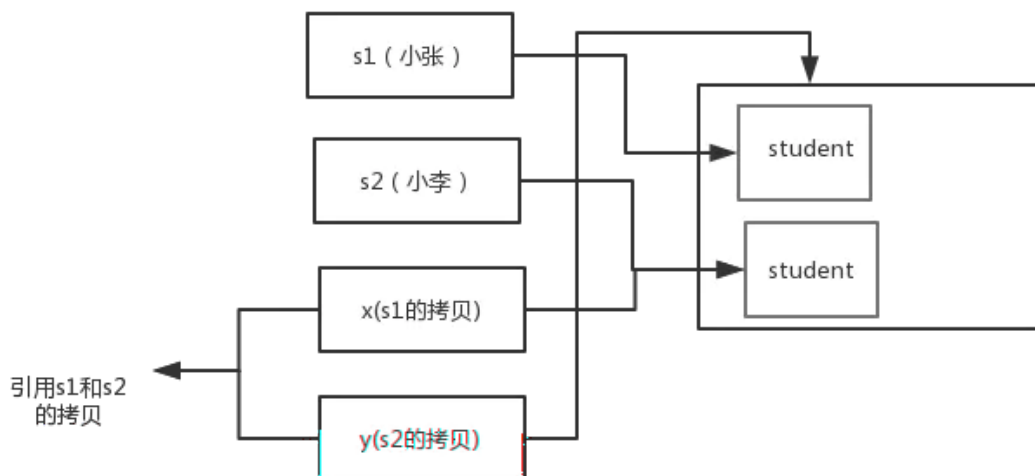 s1（小张）
student
s2（小李）
student
x(s1的拷贝)
引用s1和s2
的拷贝
y(s2的拷贝)